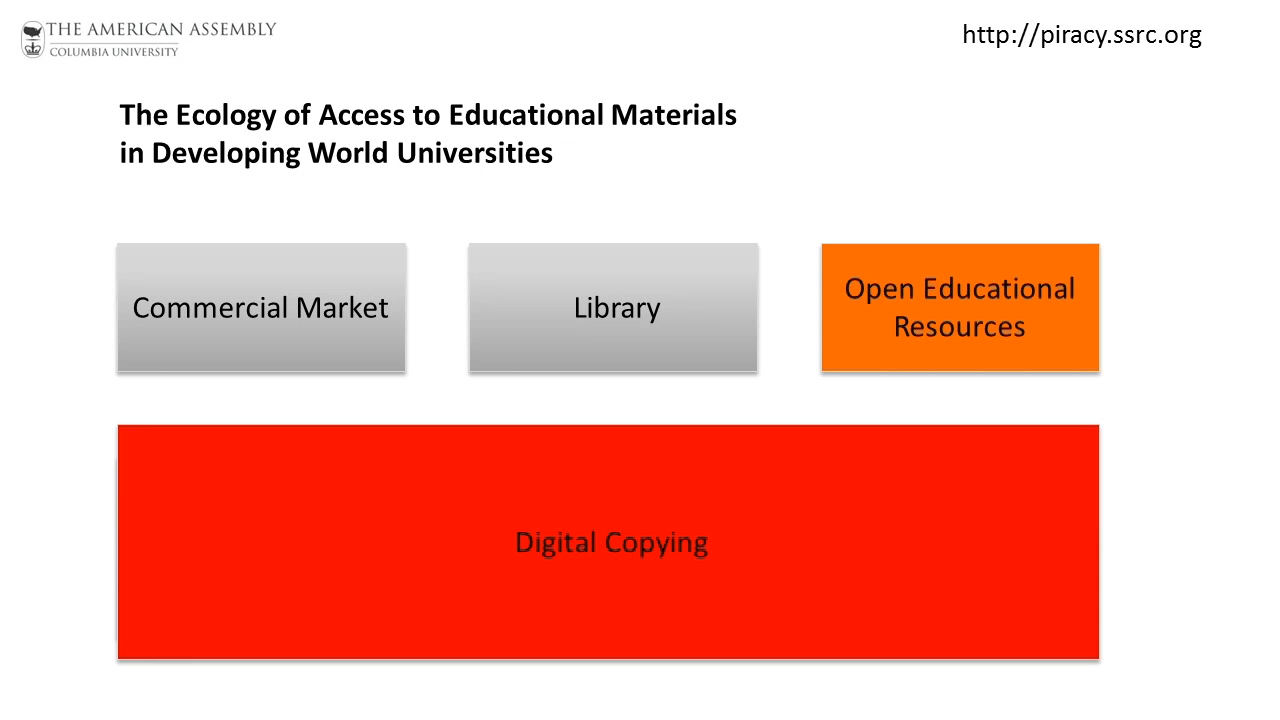 THE AMERICAN ASSEMBLY
COLUMBIA UNIVERSITY
http://piracy.ssrc.org
The Ecology of Access to Educational Materials
in Developing World Universities
Commercial Market
Library
Open Educational
Resources
Digital Copying